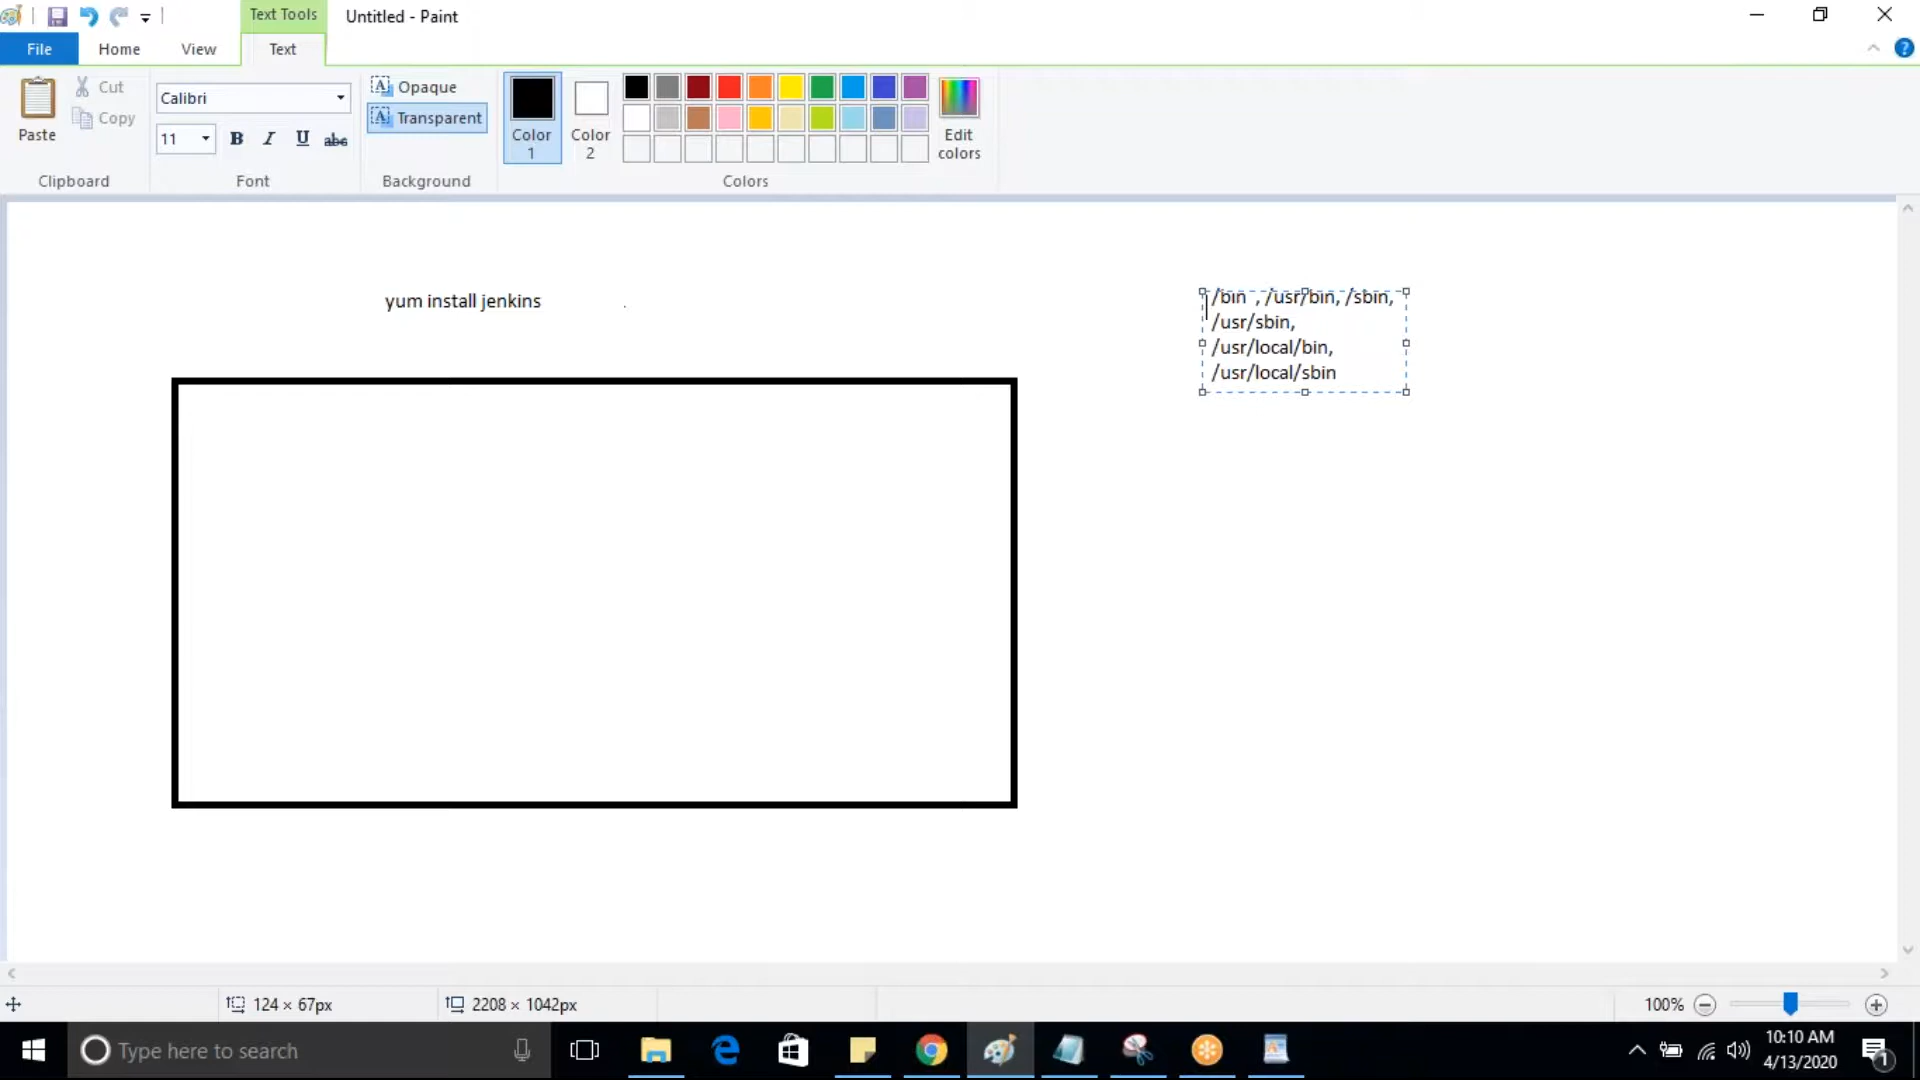 Text Tools
Untitled - Paint
File
Home
View
Text
Paste
Cut
Copy
Clipboard
Calibri
11
B I U abc
Font
Opaque
Transparent
Background
Color 1
Color 2
Edit colors
Colors
yum install jenkins
/bin , /usr/bin, /sbin,
/usr/sbin,
/usr/local/bin,
/usr/local/sbin
124 × 67px
2208 × 1042px
100%
Type here to search
10:10 AM
4/13/2020
1